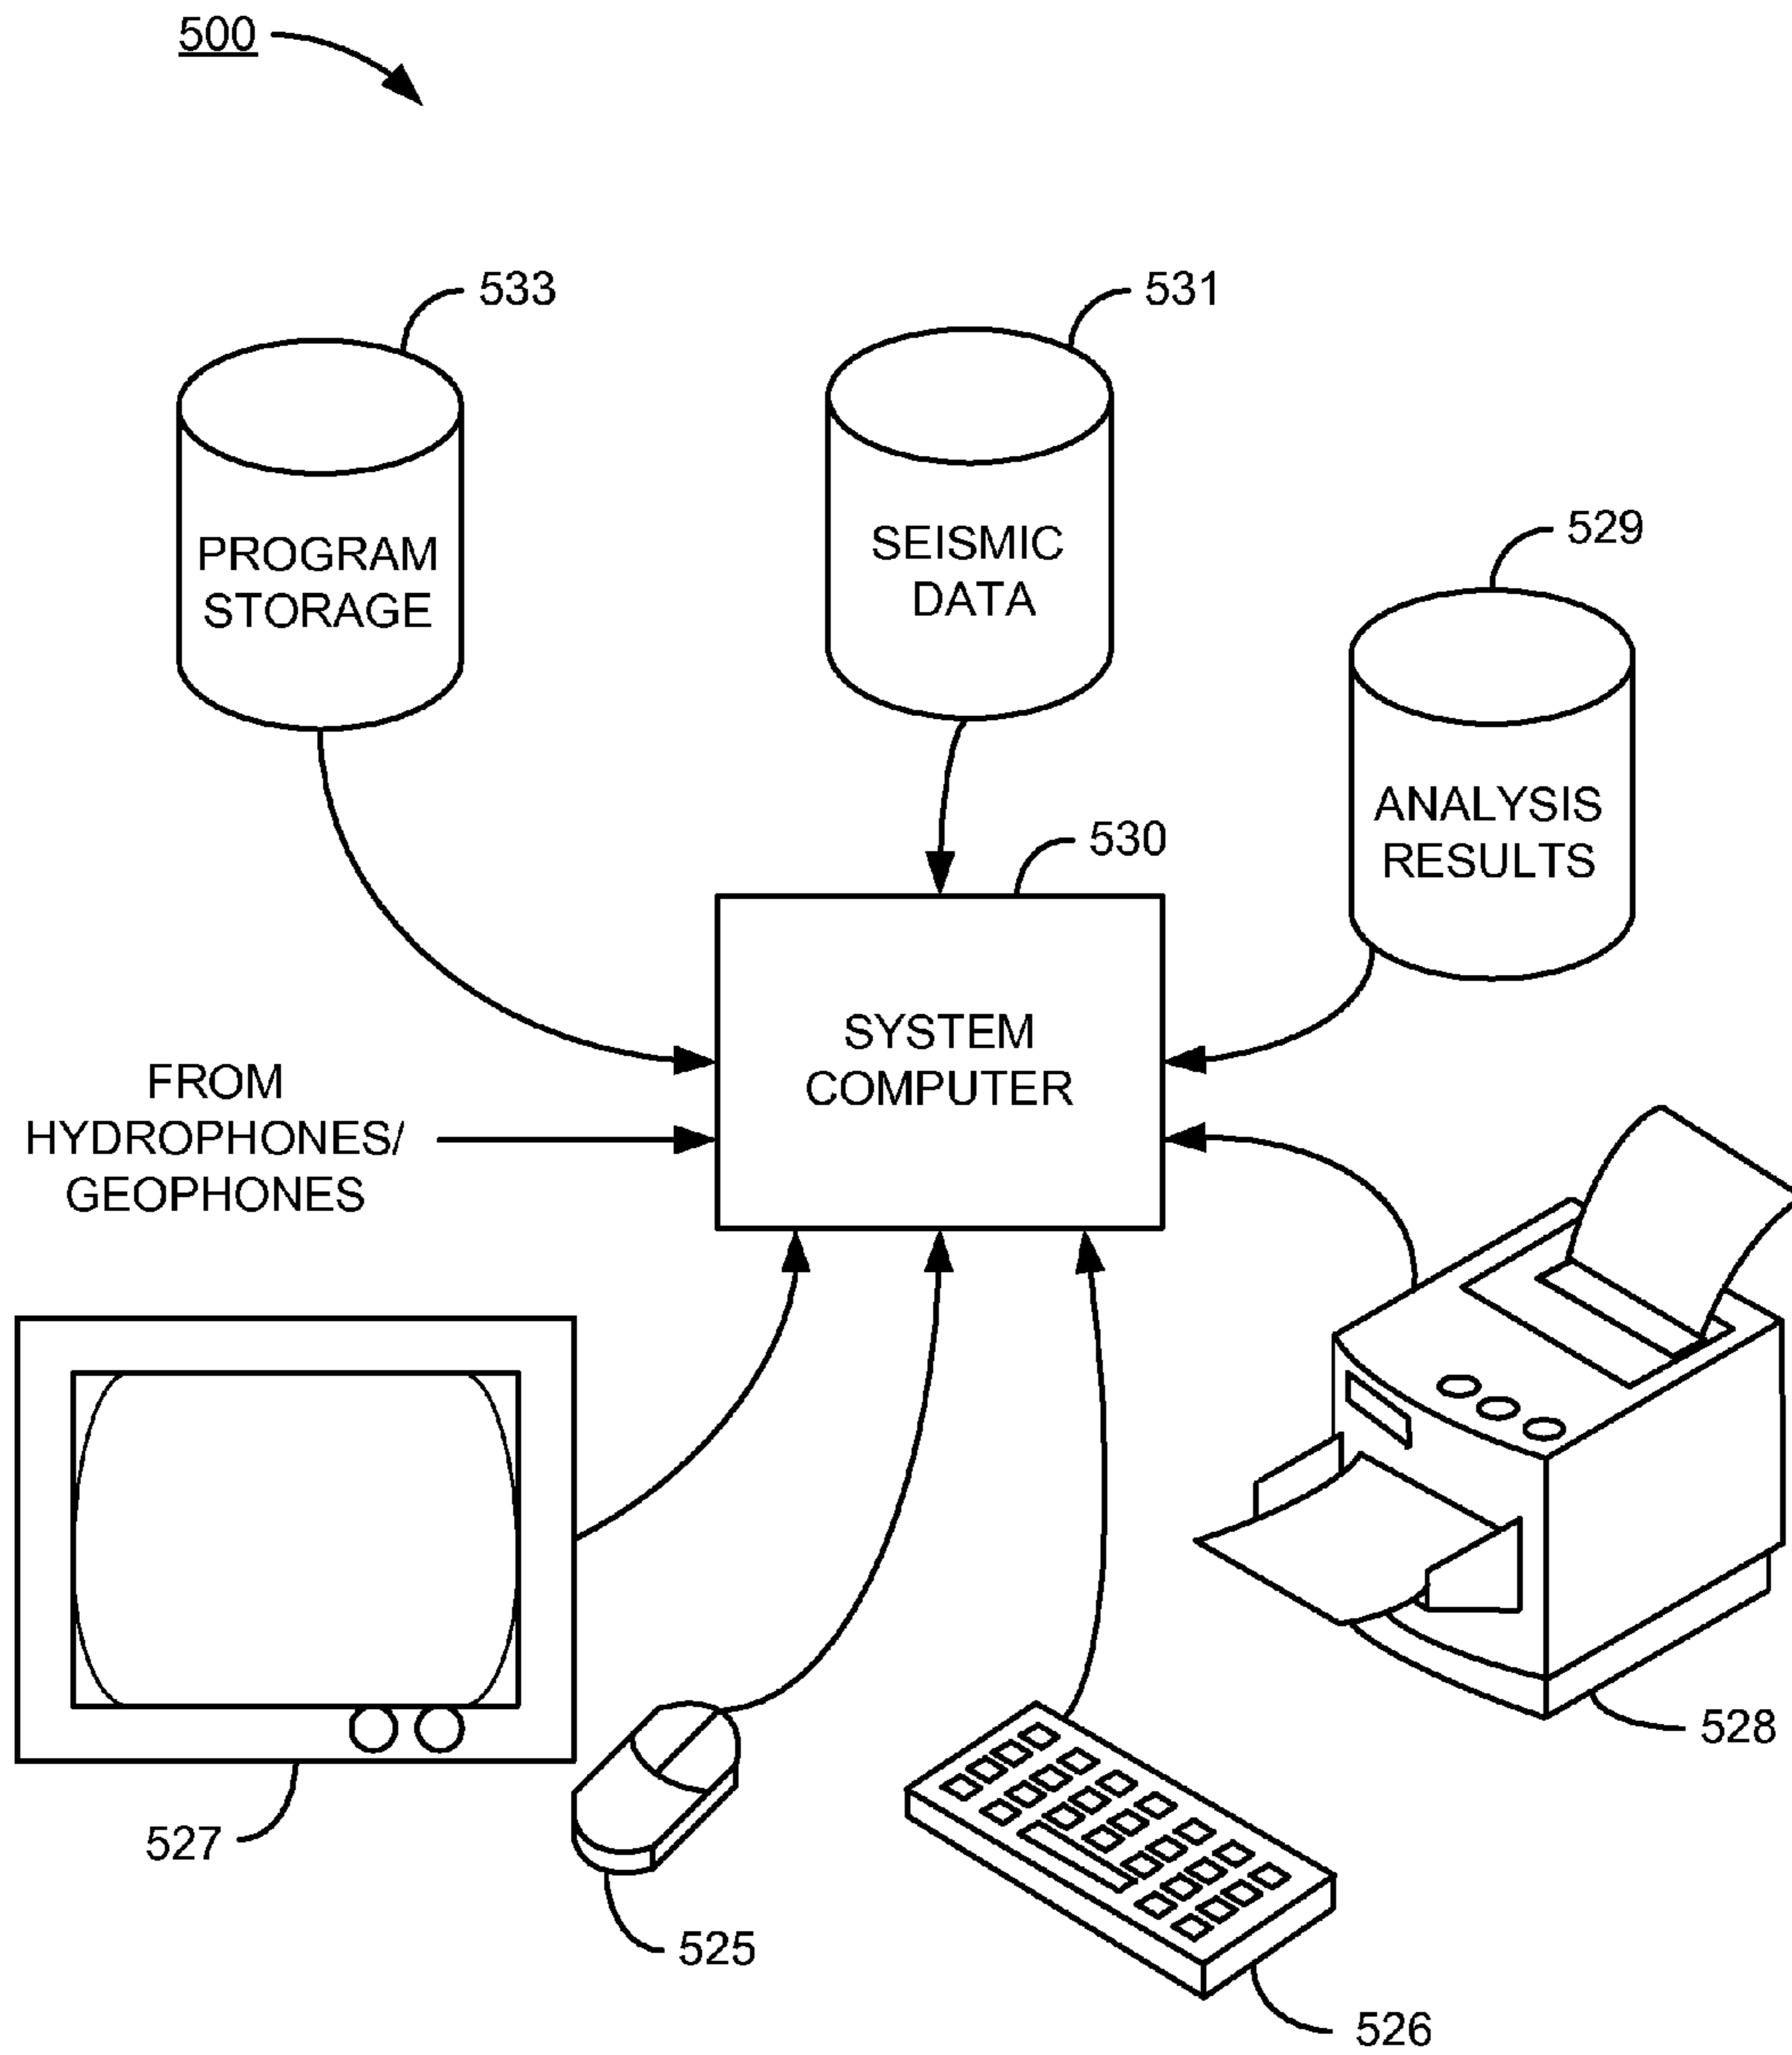 500
533
531
PROGRAM
STORAGE
SEISMIC
DATA
529
ANALYSIS
RESULTS
530
SYSTEM
COMPUTER
FROM
HYDROPHONES/
GEOPHONES
528
527
525
526